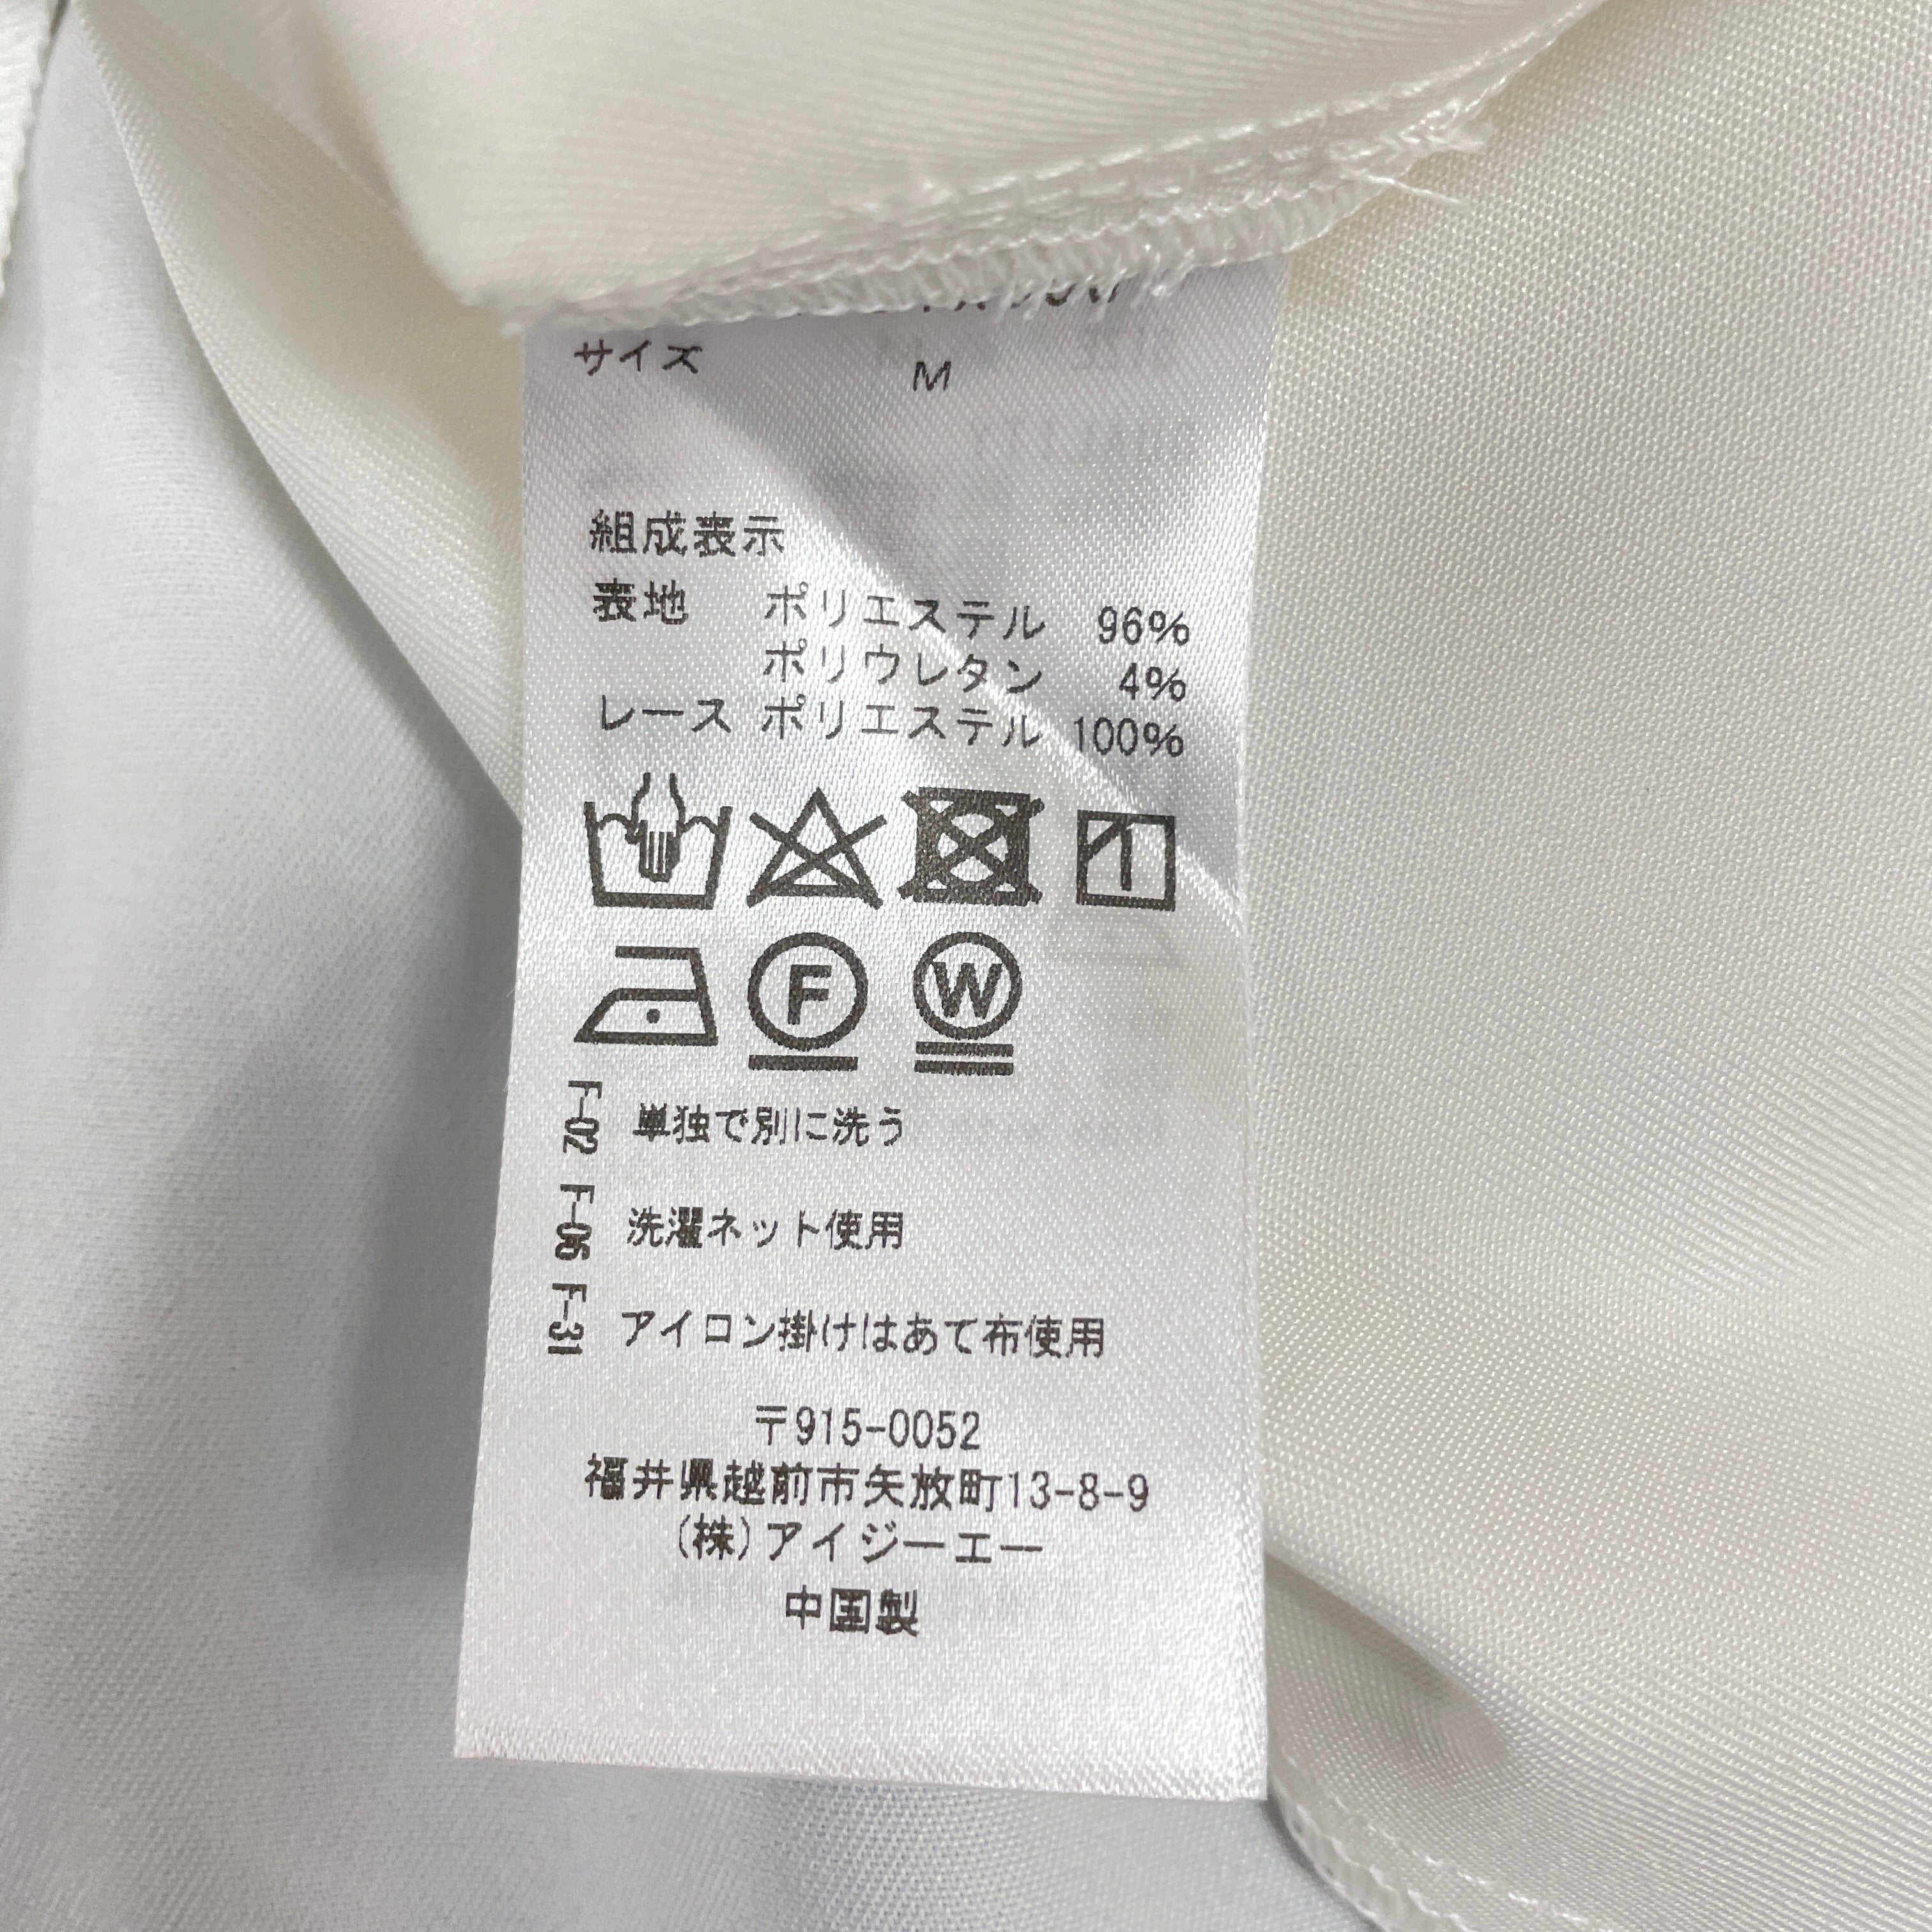 サイズ M
組成表示
表地 ポリエステル 96%
ポリウレタン 4%
レース ポリエステル 100%
1
F W
F-02 単独で別に洗う
F-06 洗濯ネット使用
F-31 アイロン掛けはあて布使用
〒915-0052
福井県越前市矢放町13-8-9
(株)アイジーエー
中国製